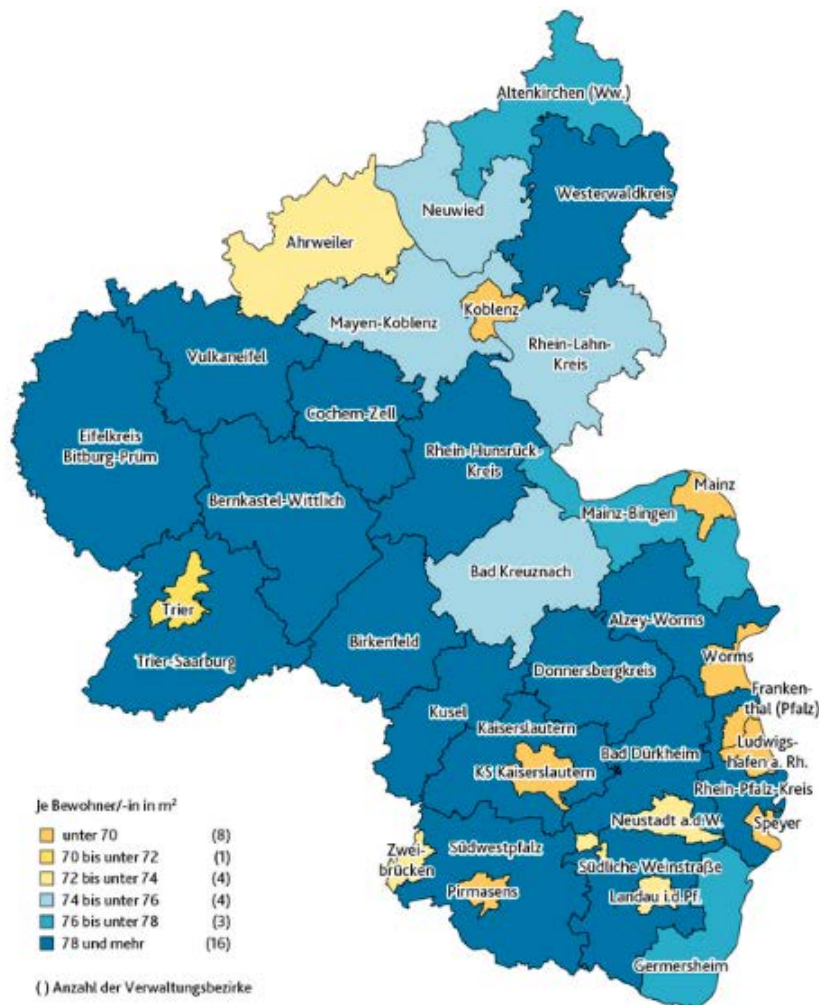 Altenkirchen (Ww.)
Westerwaldkreis
Neuwied
Ahrweiler
Koblenz
Mayen-Koblenz
Rhein-Lahn-
Kreis
Vulkaneifel
Cochem-Zell
Eifelkreis
Bitburg-Prüm
Rhein-Hunsrück-
Kreis
Bernkastel-Wittlich
Mainz
Mainz-Bingen
Bad Kreuznach
Trier
Alzey-Worms
Birkenfeld
Trier-Saarburg
Donnersbergkreis
Worms
Franken-
thal (Pfalz)
Kusel
Kaiserslautern
Ludwigs-
hafen a. Rh.
Bad Dürkheim
KS Kaiserslautern
Rhein-Pfalz-Kreis
Neustadt a.d.W.
Speyer
Zwei-
brücken
Südwestpfalz
Südliche Weinstraße
Pirmasens
Landau i.d.Pf.
Germersheim
Je Bewohner/-in in m²
unter 70 (8)
70 bis unter 72 (1)
72 bis unter 74 (4)
74 bis unter 76 (4)
76 bis unter 78 (3)
78 und mehr (16)
( ) Anzahl der Verwaltungsbezirke